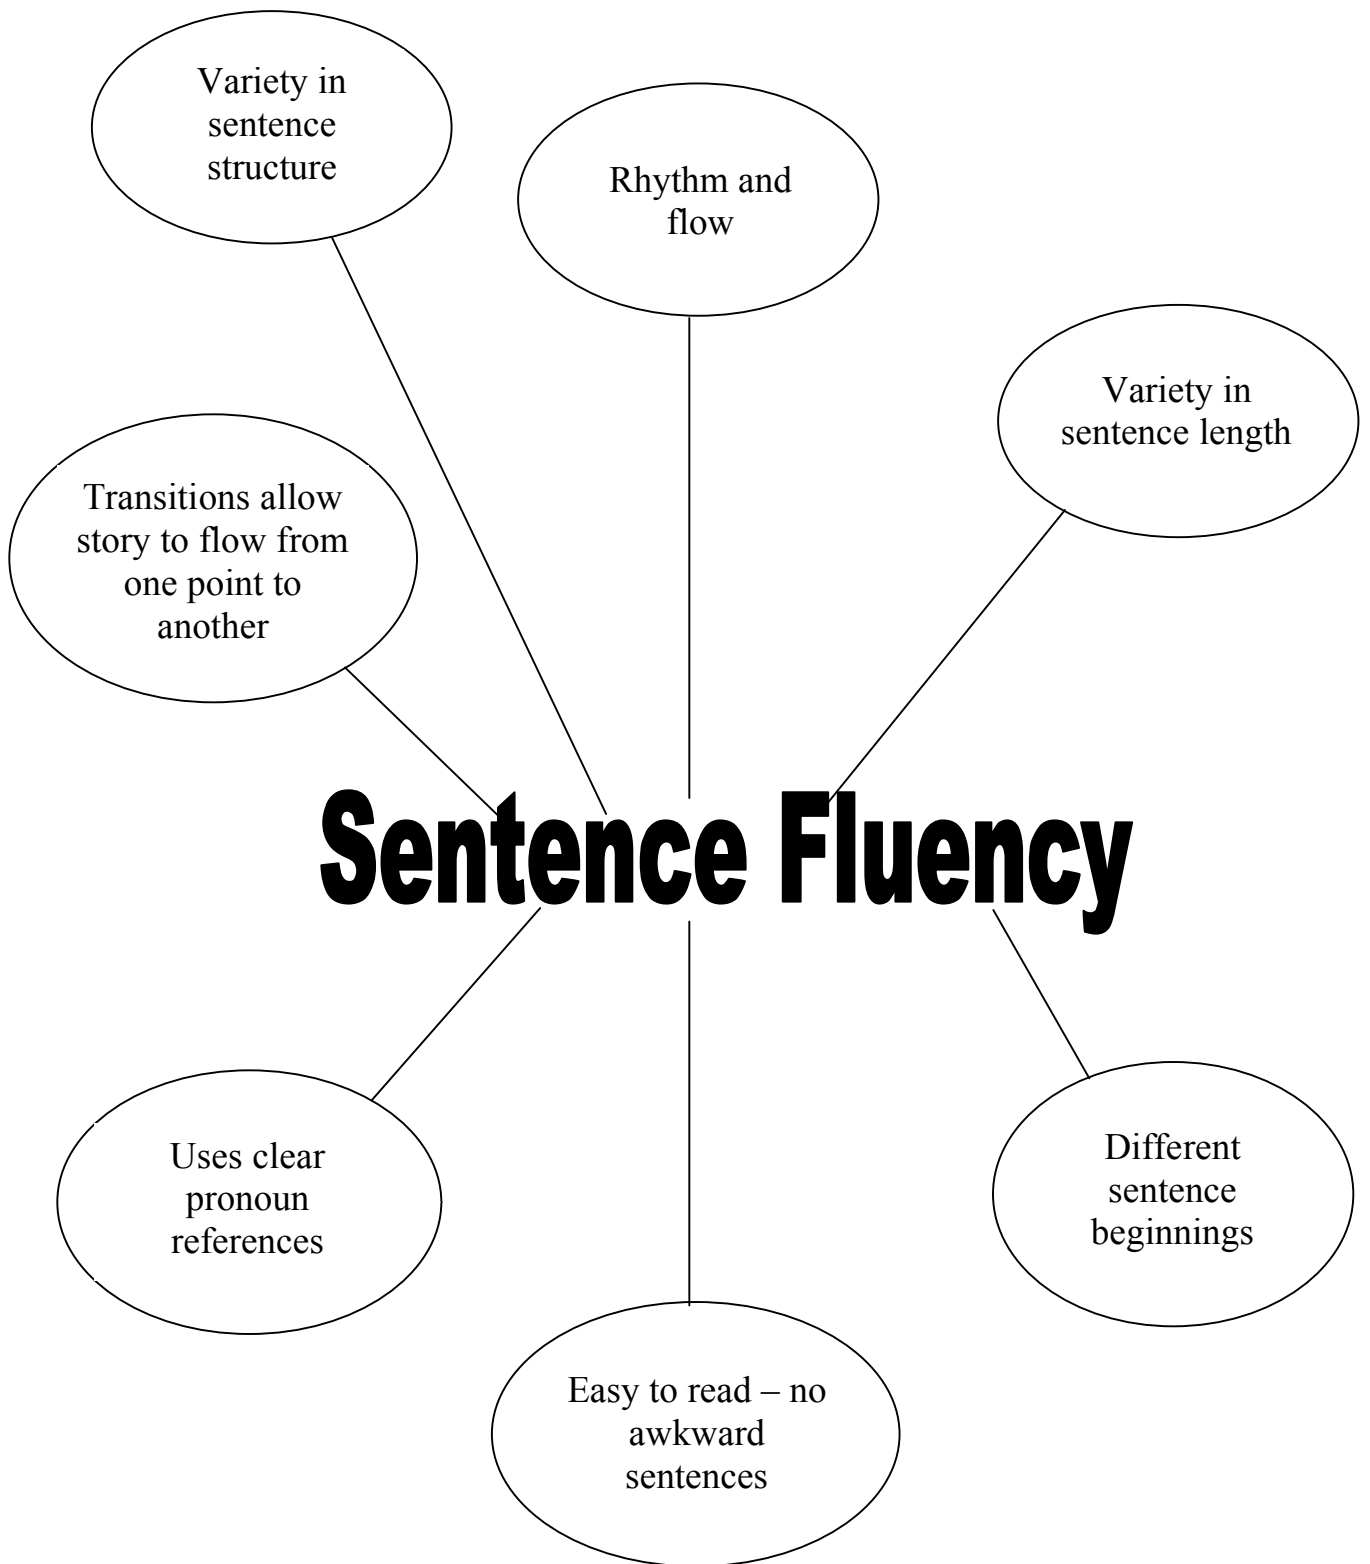 Variety in
sentence
structure
Rhythm and
flow
Variety in
sentence length
Transitions allow
story to flow from
one point to
another
Sentence Fluency
Uses clear
pronoun
references
Different
sentence
beginnings
Easy to read – no
awkward
sentences